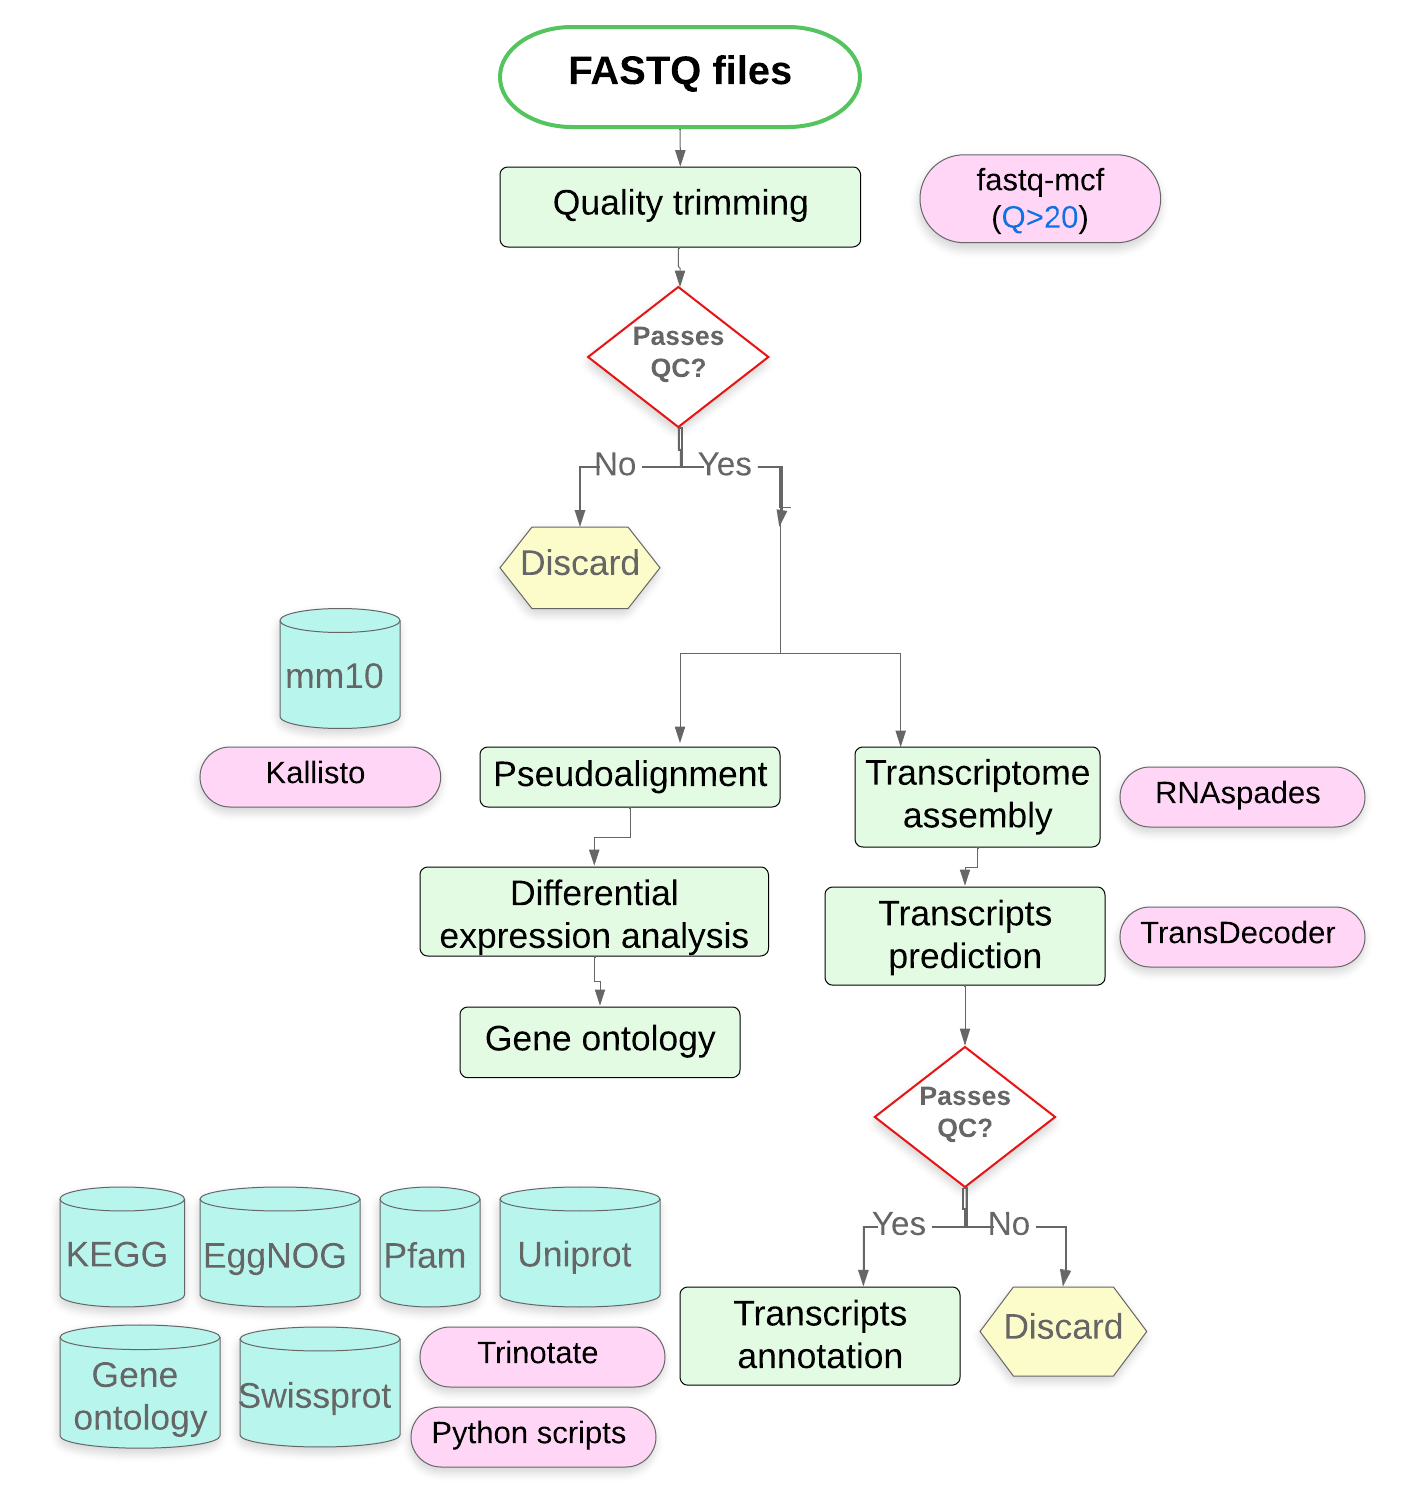 FASTQ files
Quality trimming
fastq-mcf
(Q>20)
Passes
QC?
No
Yes
Discard
mm10
Kallisto
Pseudoalignment
Transcriptome
assembly
RNAspades
Differential
expression analysis
Transcripts
prediction
TransDecoder
Gene ontology
Passes
QC?
Yes
No
KEGG
EggNOG
Pfam
Uniprot
Transcripts
annotation
Discard
Gene
ontology
Swissprot
Trinotate
Python scripts